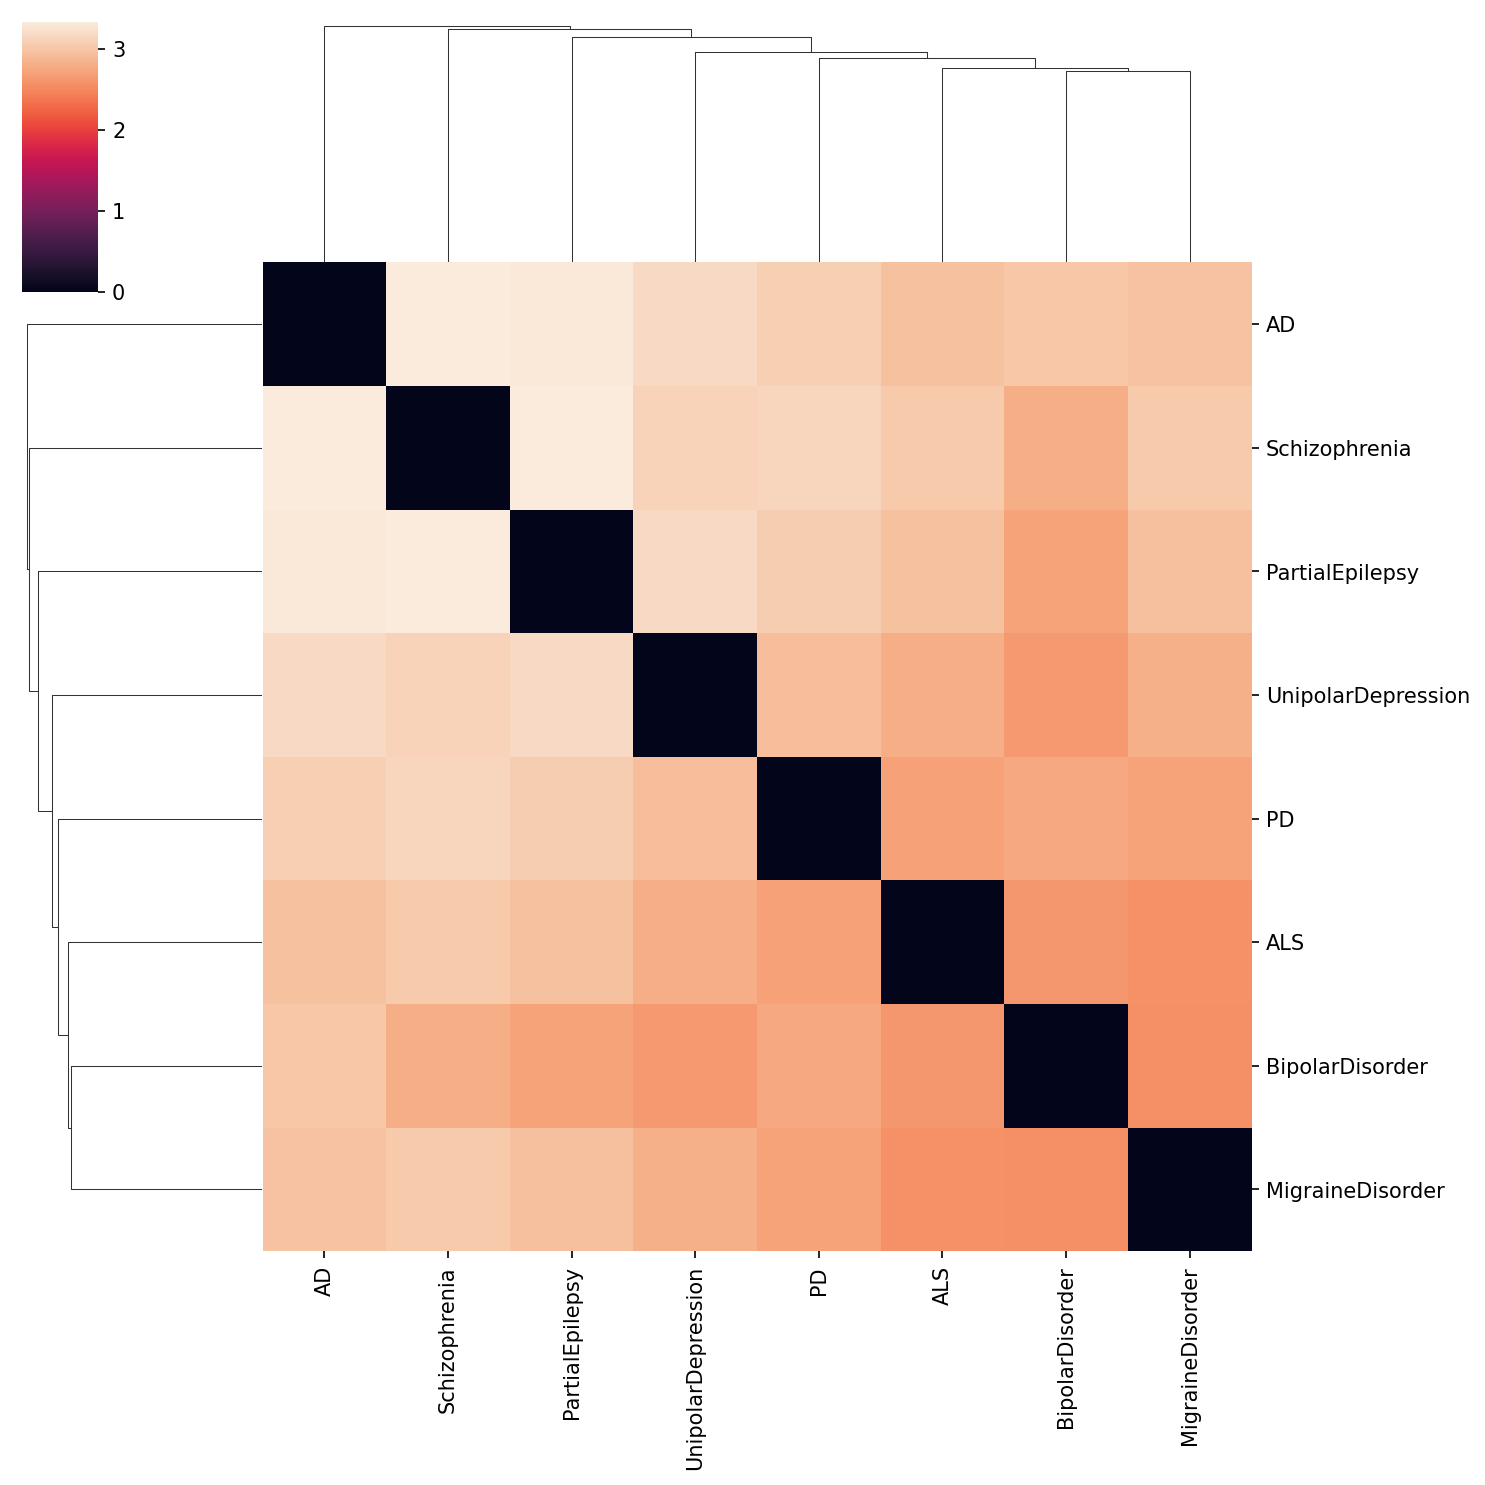 3
2
1
0
AD
Schizophrenia
PartialEpilepsy
UnipolarDepression
PD
ALS
BipolarDisorder
MigraineDisorder
AD
Schizophrenia
PartialEpilepsy
UnipolarDepression
PD
ALS
BipolarDisorder
MigraineDisorder